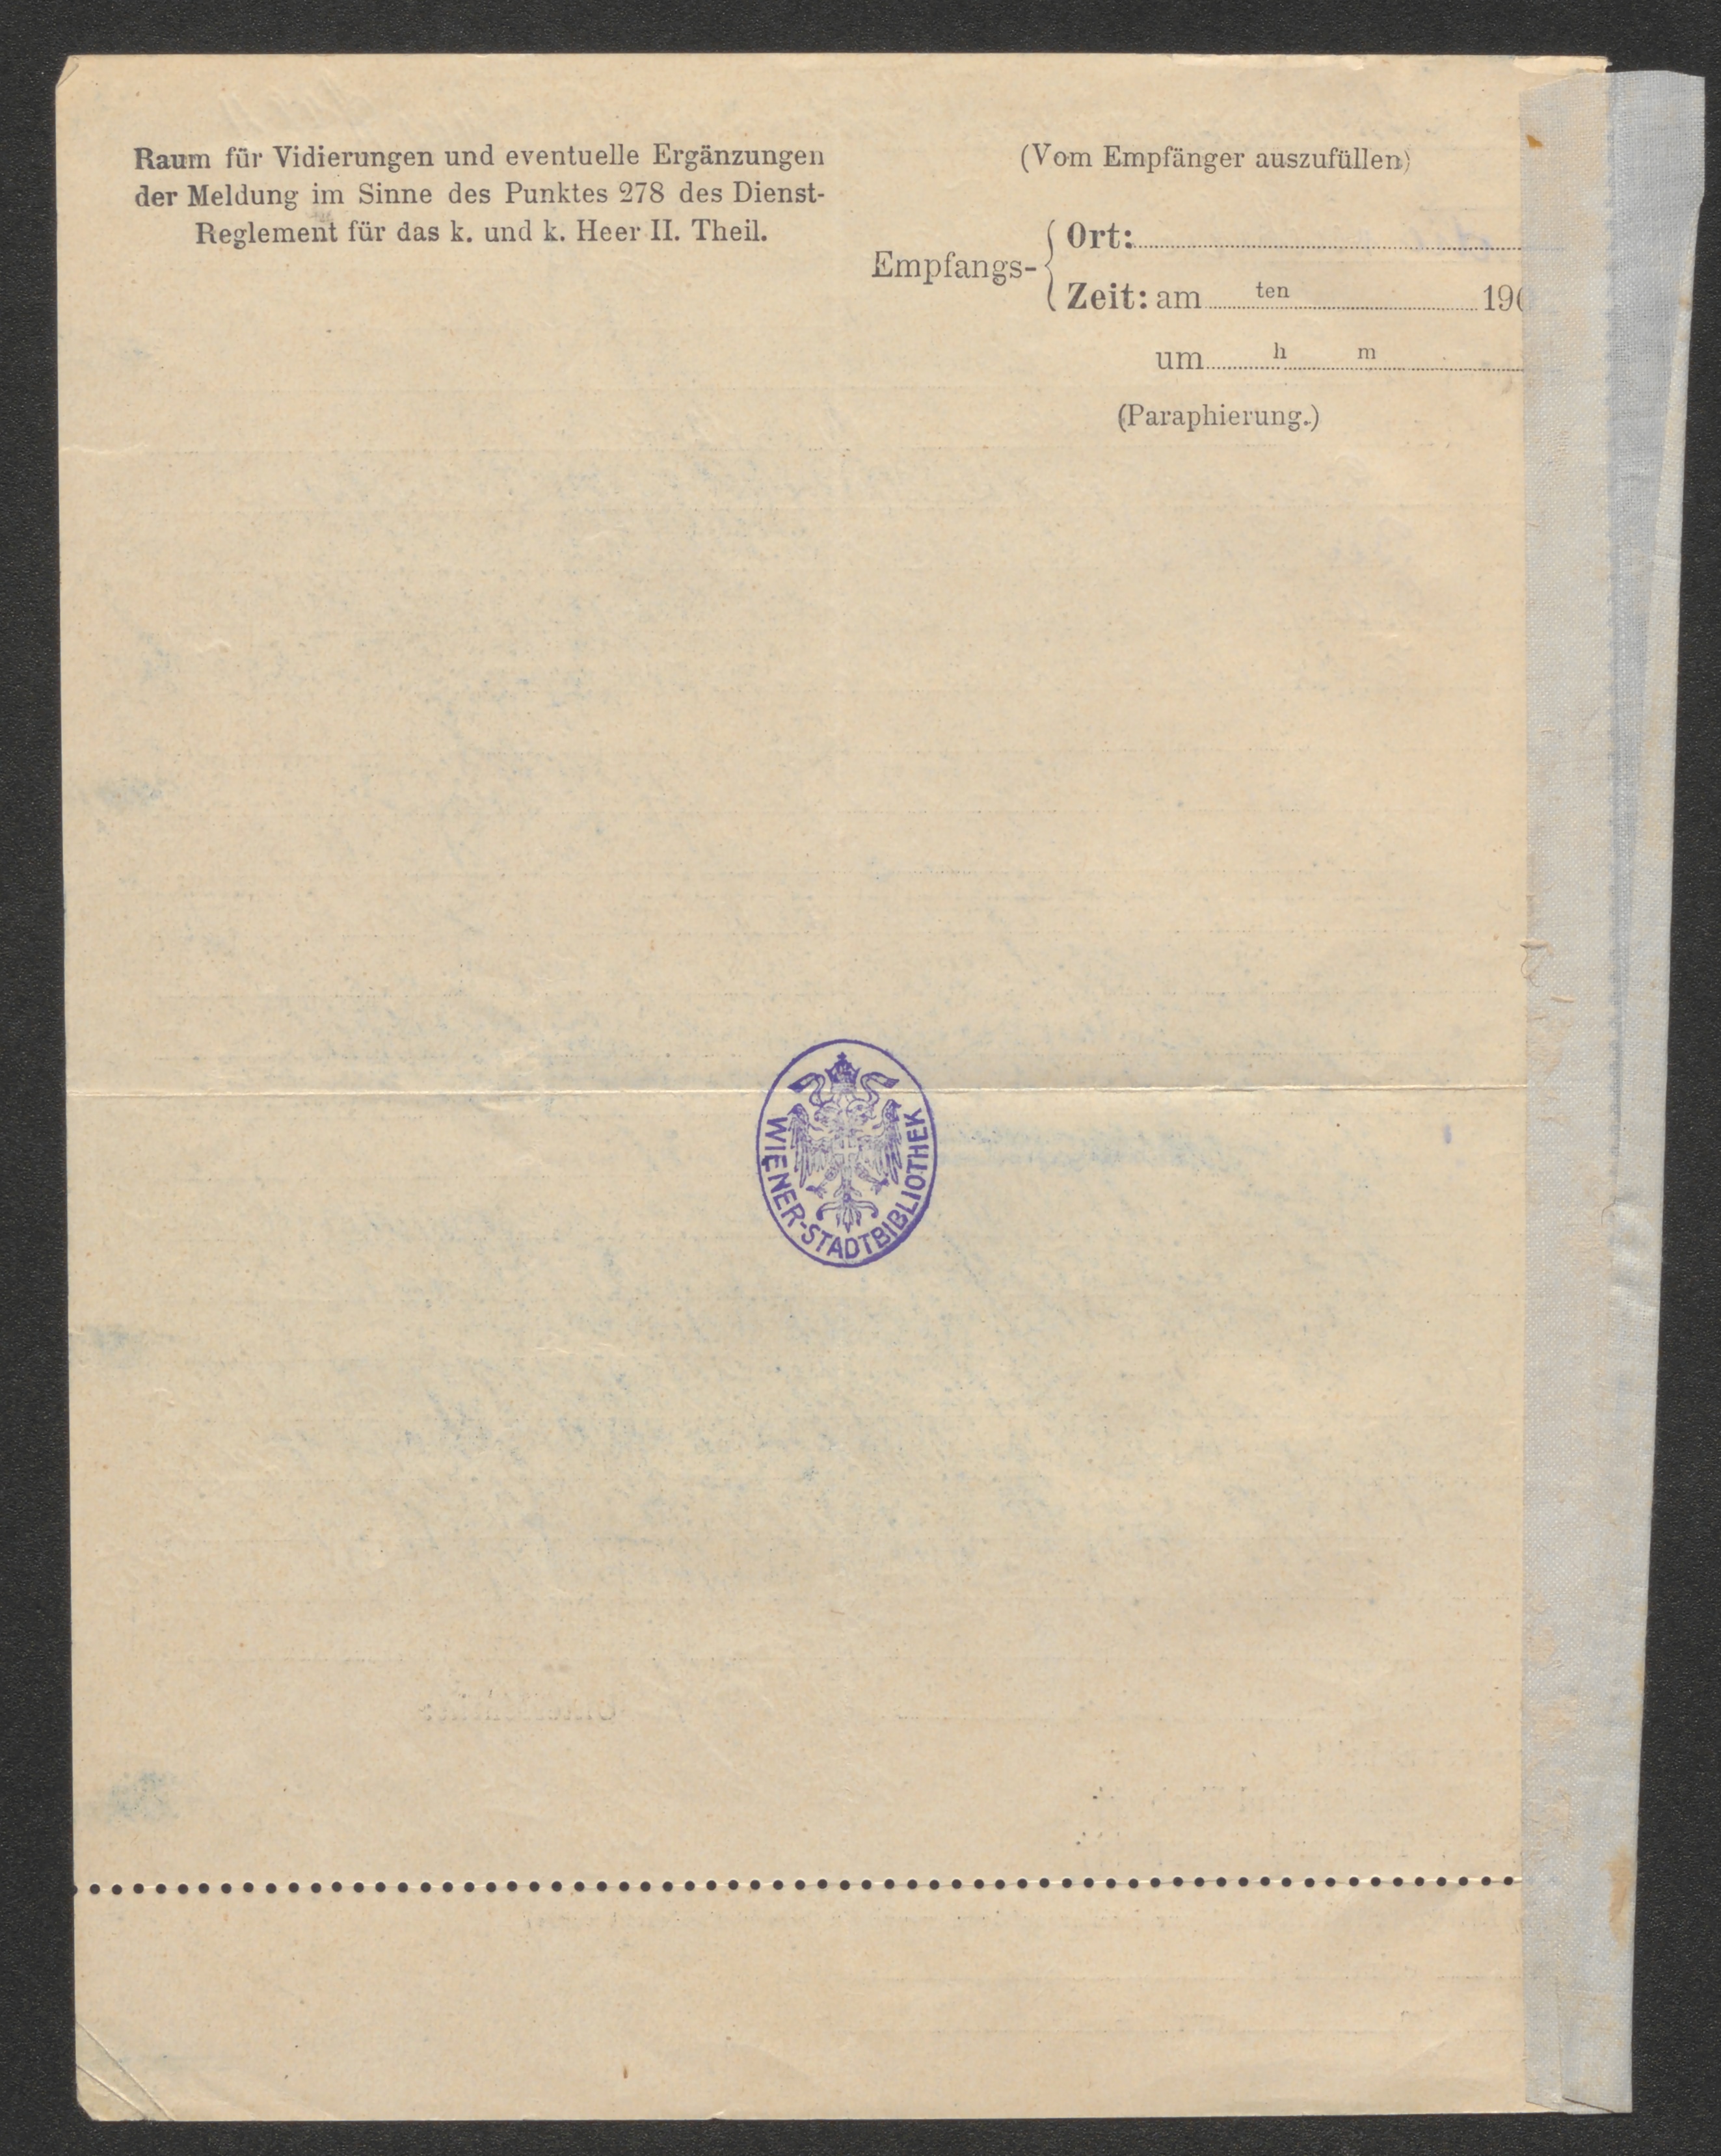 Raum für Vidierungen und eventuelle Ergänzungen
der Meldung im Sinne des Punktes 278 des Dienst-
Reglement für das k. und k. Heer II. Theil.
(Vom Empfänger auszufüllen)
Empfangs-
Ort:
Zeit: am ten 190
um h m
(Paraphierung.)
WIENER-STADTBIBLIOTHEK